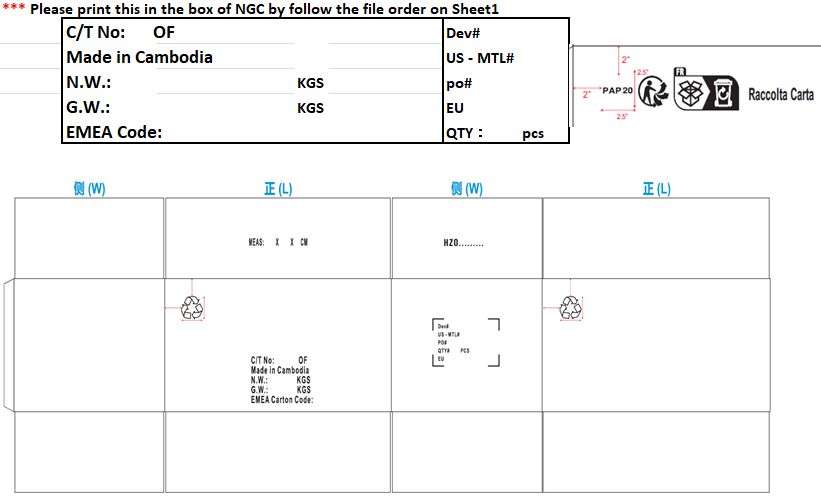 *** Please print this in the box of NGC by follow the file order on Sheet1
C/T No: OF
Made in Cambodia
N.W.: KGS
G.W.: KGS
EMEA Code:
Dev#
US - MTL#
po#
EU
QTY : pcs
2"
2"
PAP 20
2.5"
2.5"
FR
Raccolta Carta
侧 (W)
正 (L)
侧 (W)
正 (L)
MEAS: X X CM
HZO.........
C/T No: OF
Made in Cambodia
N.W.: KGS
G.W.: KGS
EMEA Carton Code:
Dev#
US - MTL#
PO#
QTY# PCS
EU